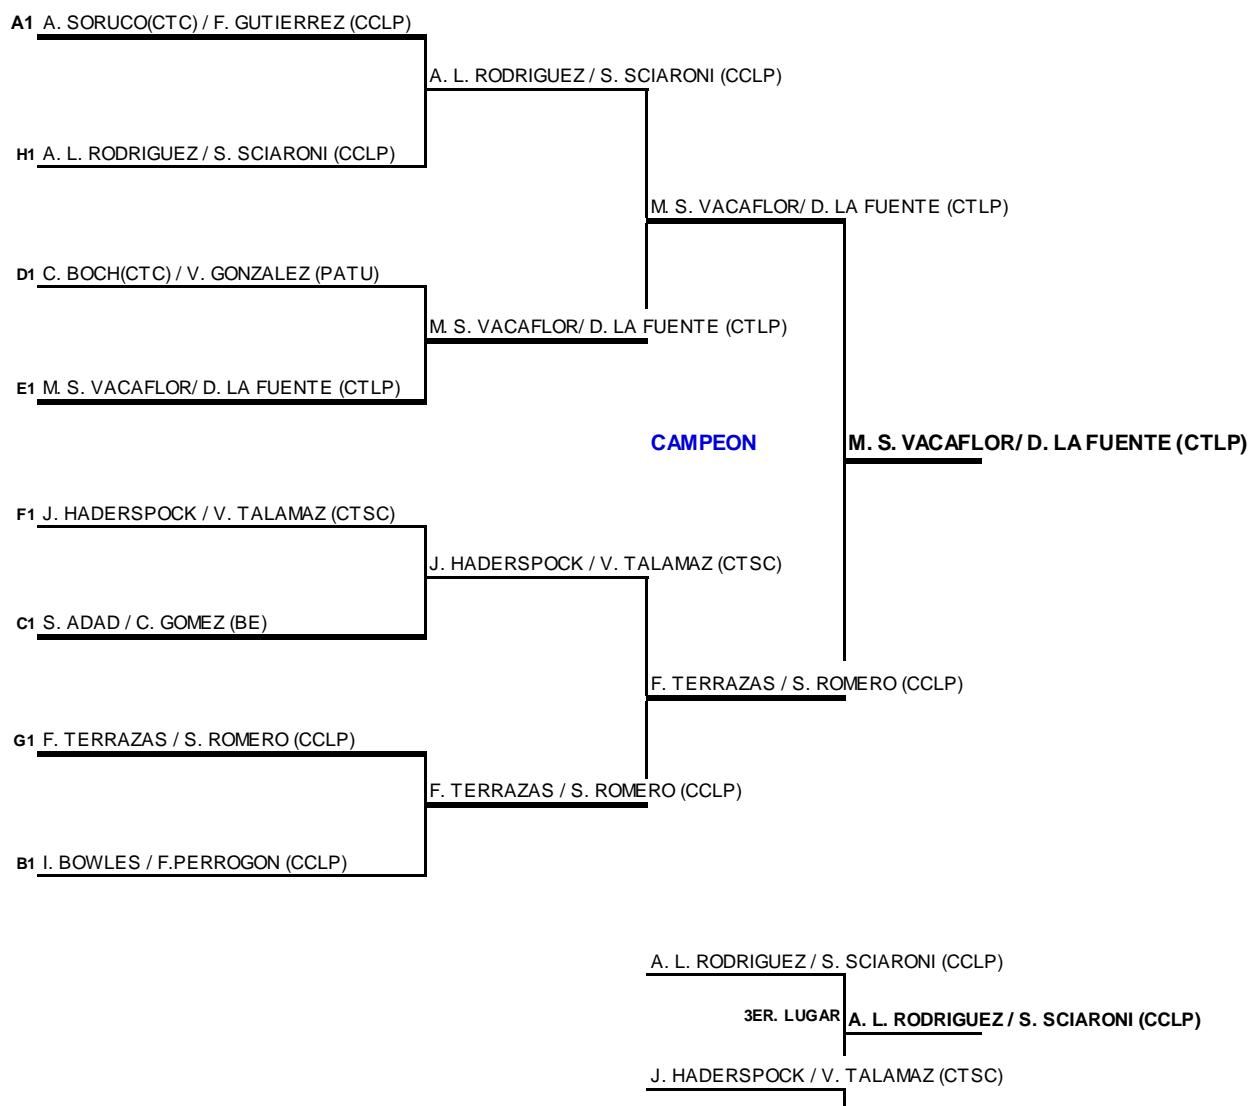 A1 A. SORUCO(CTC) / F. GUTIERREZ (CCLP)
A. L. RODRIGUEZ / S. SCIARONI (CCLP)
H1 A. L. RODRIGUEZ / S. SCIARONI (CCLP)
M. S. VACAFLOR/ D. LA FUENTE (CTLP)
D1 C. BOCH(CTC) / V. GONZALEZ (PATU)
M. S. VACAFLOR/ D. LA FUENTE (CTLP)
E1 M. S. VACAFLOR/ D. LA FUENTE (CTLP)
CAMPEON M. S. VACAFLOR/ D. LA FUENTE (CTLP)
F1 J. HADERSPOCK / V. TALAMAZ (CTSC)
J. HADERSPOCK / V. TALAMAZ (CTSC)
C1 S. ADAD / C. GOMEZ (BE)
F. TERRAZAS / S. ROMERO (CCLP)
G1 F. TERRAZAS / S. ROMERO (CCLP)
F. TERRAZAS / S. ROMERO (CCLP)
B1 I. BOWLES / F.PERROGON (CCLP)
A. L. RODRIGUEZ / S. SCIARONI (CCLP)
3ER. LUGAR A. L. RODRIGUEZ / S. SCIARONI (CCLP)
J. HADERSPOCK / V. TALAMAZ (CTSC)